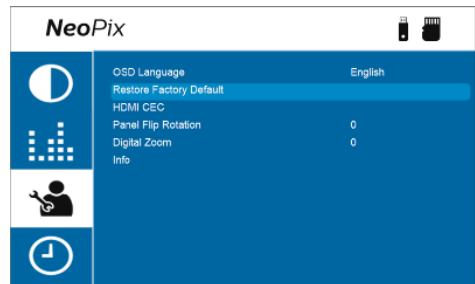 NeoPix
OSD Language English
Restore Factory Default
HDMI CEC
Panel Flip Rotation 0
Digital Zoom 0
Info